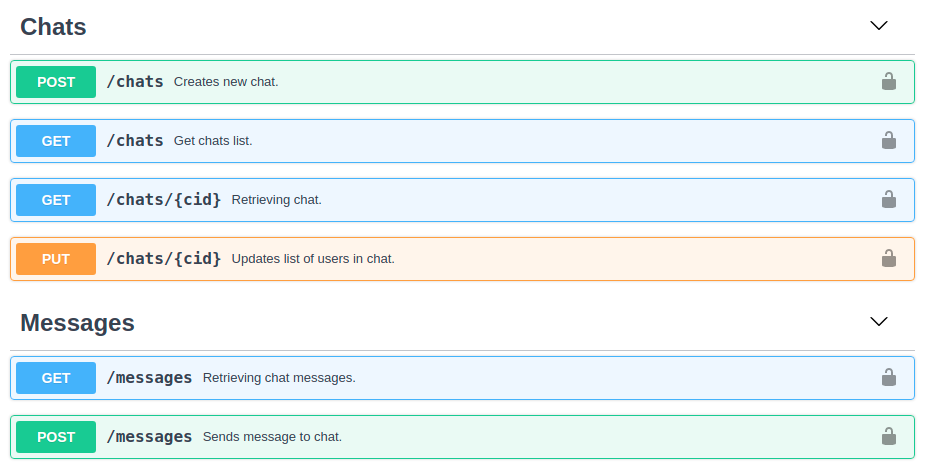 Chats
POST /chats Creates new chat.
GET /chats Get chats list.
GET /chats/{cid} Retrieving chat.
PUT /chats/{cid} Updates list of users in chat.
Messages
GET /messages Retrieving chat messages.
POST /messages Sends message to chat.